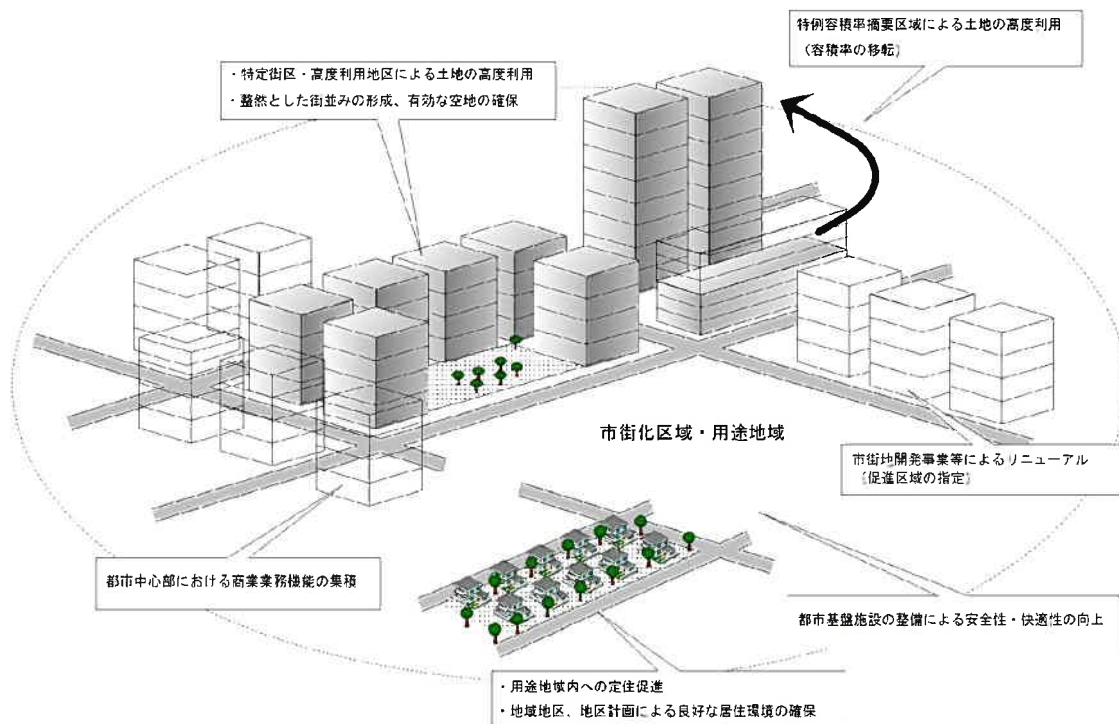 特例容積率摘要区域による土地の高度利用
（容積率の移転）
・特定街区・高度利用地区による土地の高度利用
・整然とした街並みの形成、有効な空地の確保
市街化区域・用途地域
市街地開発事業等によるリニューアル
（促進区域の指定）
都市中心部における商業業務機能の集積
都市基盤施設の整備による安全性・快適性の向上
・用途地域内への定住促進
・地域地区、地区計画による良好な居住環境の確保